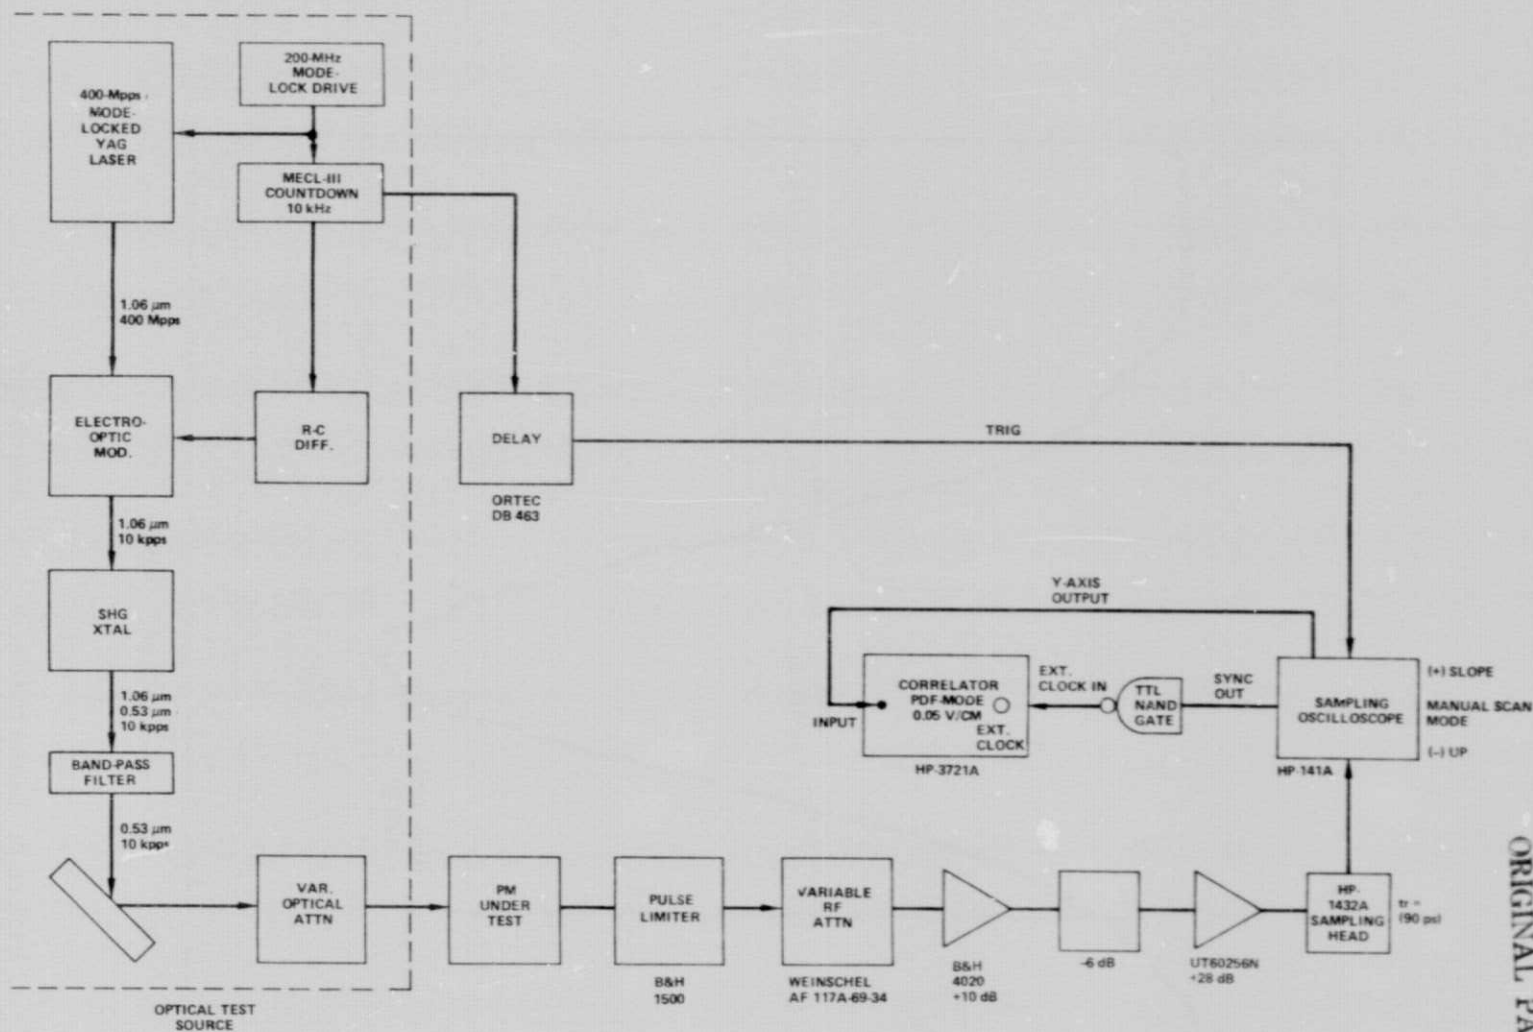 200-MHz
MODE-
LOCK DRIVE
400-Mpps
MODE-
LOCKED
YAG
LASER
MECL-III
COUNTDOWN
10 kHz
1.06 µm
400 Mpps
ELECTRO-
OPTIC
MOD.
R-C
DIFF.
DELAY
ORTEC
DB 463
TRIG
1.06 µm
10 kpps
SHG
XTAL
1.06 µm
0.53 µm
10 kpps
BAND-PASS
FILTER
0.53 µm
10 kpps
VAR.
OPTICAL
ATTN
OPTICAL TEST
SOURCE
Y-AXIS
OUTPUT
INPUT
CORRELATOR
PDF-MODE
0.05 V/CM
EXT.
CLOCK
HP-3721A
EXT.
CLOCK IN
TTL
NAND
GATE
SYNC
OUT
SAMPLING
OSCILLOSCOPE
HP-141A
(+) SLOPE
MANUAL SCAN
MODE
(-) UP
PM
UNDER
TEST
PULSE
LIMITER
B&H
1500
VARIABLE
RF
ATTN
WEINSCHEL
AF 117A-69-34
B&H
4020
+10 dB
-6 dB
UT60256N
+28 dB
HP-
1432A
SAMPLING
HEAD
tr =
(90 ps)
ORIGINAL PA